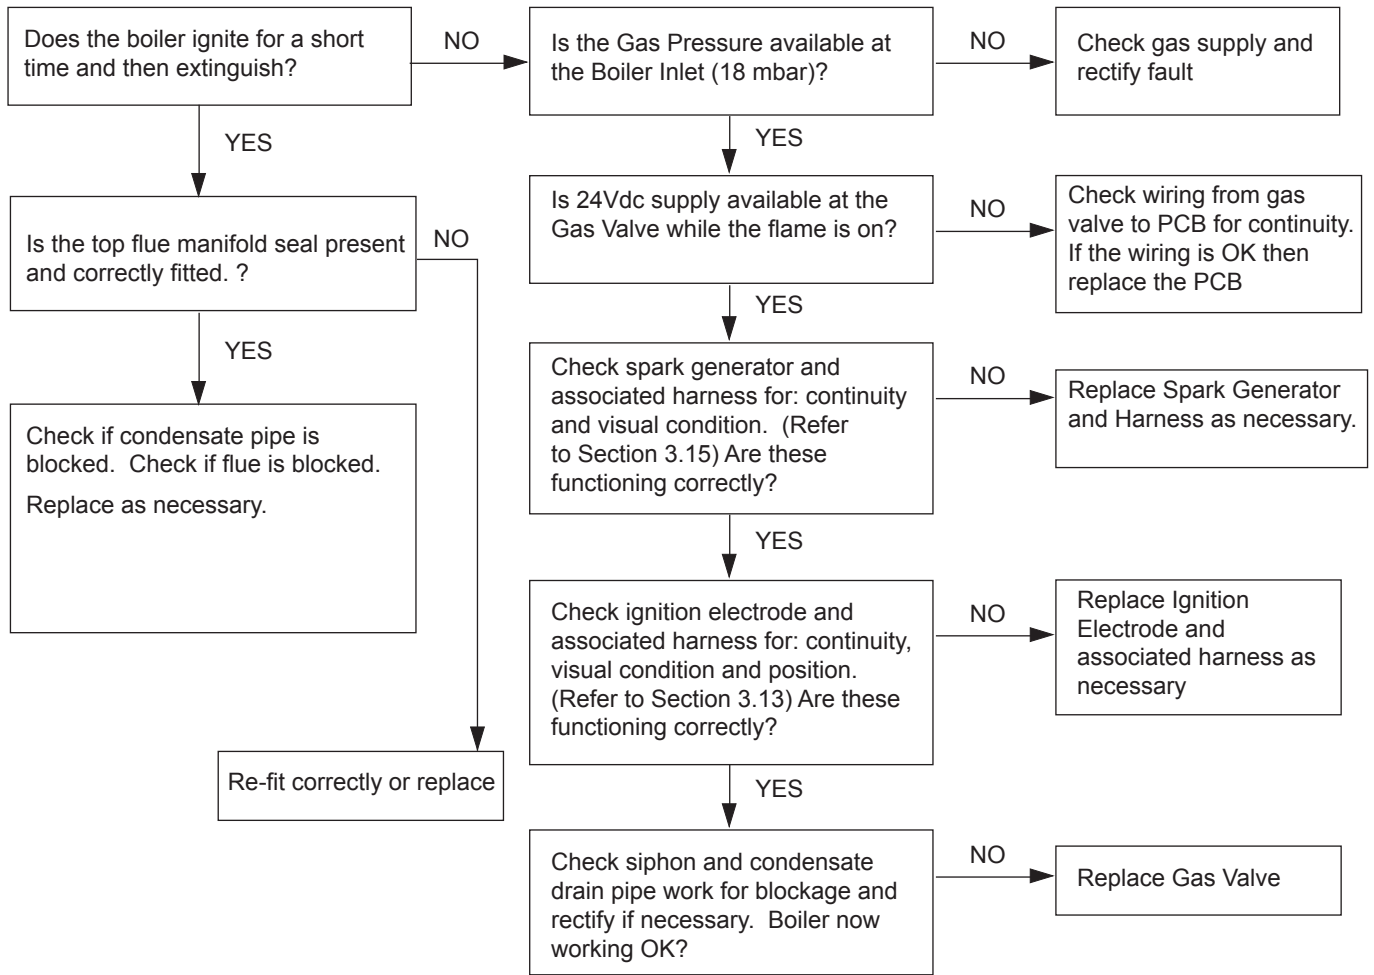 Does the boiler ignite for a short
time and then extinguish?
NO
Is the Gas Pressure available at
the Boiler Inlet (18 mbar)?
NO
Check gas supply and
rectify fault
YES
YES
Is the top flue manifold seal present
and correctly fitted. ?
NO
Is 24Vdc supply available at the
Gas Valve while the flame is on?
NO
Check wiring from gas
valve to PCB for continuity.
If the wiring is OK then
replace the PCB
YES
YES
Check if condensate pipe is
blocked.  Check if flue is blocked.
Replace as necessary.
Check spark generator and
associated harness for: continuity
and visual condition.  (Refer
to Section 3.15) Are these
functioning correctly?
NO
Replace Spark Generator
and Harness as necessary.
YES
Check ignition electrode and
associated harness for: continuity,
visual condition and position.
(Refer to Section 3.13) Are these
functioning correctly?
NO
Replace Ignition
Electrode and
associated harness as
necessary
Re-fit correctly or replace
YES
Check siphon and condensate
drain pipe work for blockage and
rectify if necessary.  Boiler now
working OK?
NO
Replace Gas Valve